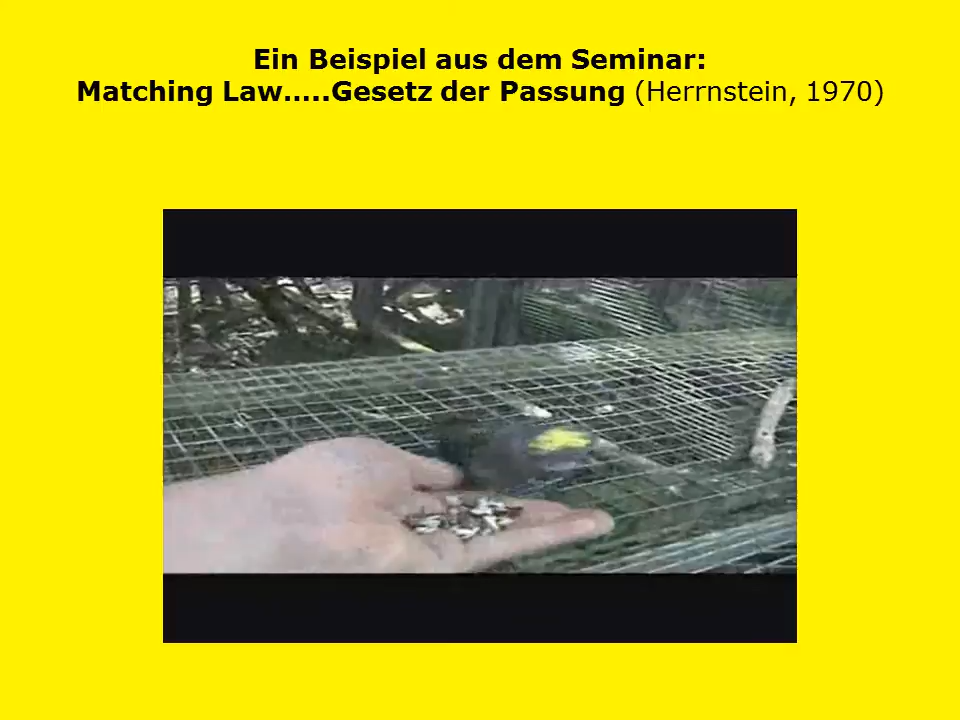 Ein Beispiel aus dem Seminar:
Matching Law…..Gesetz der Passung (Herrnstein, 1970)